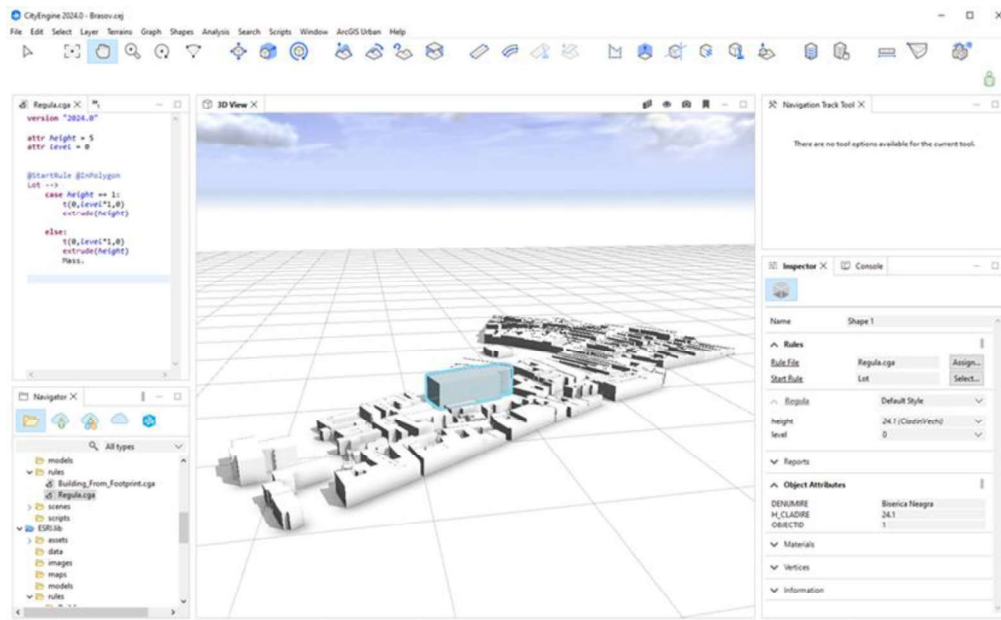 CityEngine 2024.0 - Brasov.cej
File Edit Select Layer Terrains Graph Shapes Analysis Search Scripts Window ArcGIS Urban Help
Regula.cga
version "2024.0"
attr height = 5
attr level = 0
@StartRule @InPolygon
Lot -->
case height == 1:
t(0,level*1,0)
extrude(height)
else:
t(0,level*1,0)
extrude(height)
Mass.
Navigator
All types
models
rules
Building_From_Footprint.cga
Regula.cga
scenes
scripts
ESRI.lib
assets
data
images
maps
models
rules
3D View
Navigation Track Tool
There are no tool options available for the current tool.
Inspector Console
Name Shape 1
Rules
Rule File Regula.cga Assign...
Start Rule Lot Select...
Regula Default Style
height 24.1 (CladiriVechi)
level 0
Reports
Object Attributes
DENUMIRE Biserica Neagra
H_CLADIRE 24.1
OBJECTID 1
Materials
Vertices
Information